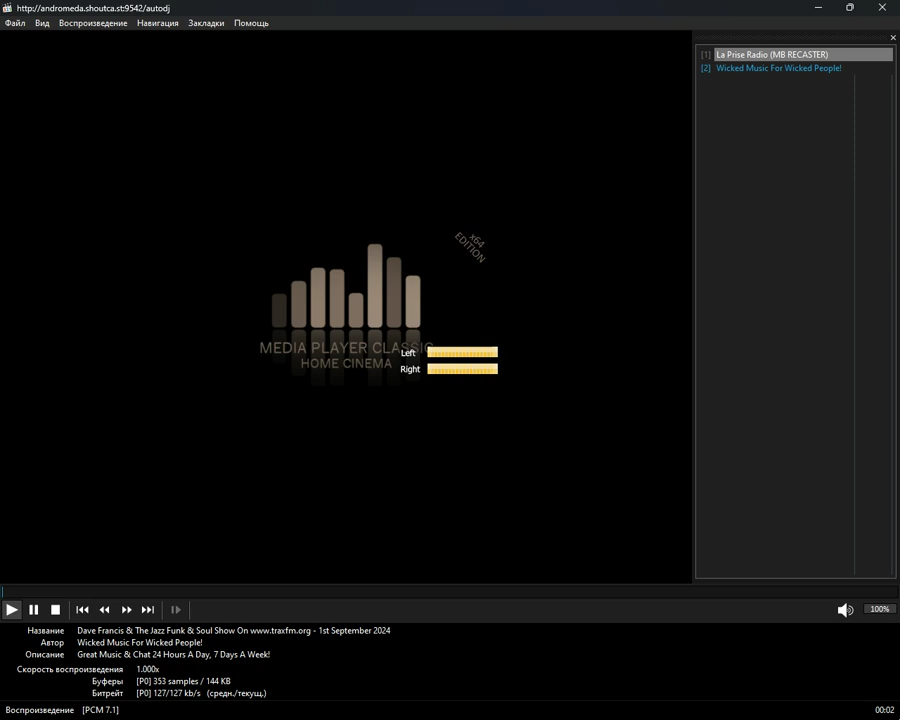 http://andromeda.shoutca.st:9542/autodj
Файл Вид Воспроизведение Навигация Закладки Помощь
[1] La Prise Radio (MB RECASTER)
[2] Wicked Music For Wicked People!
x64
EDITION
MEDIA PLAYER CLASSIC
HOME CINEMA
Left
Right
100%
Название Dave Francis & The Jazz Funk & Soul Show On www.traxfm.org - 1st September 2024
Автор Wicked Music For Wicked People!
Описание Great Music & Chat 24 Hours A Day, 7 Days A Week!
Скорость воспроизведения 1.000x
Буферы [P0] 353 samples / 144 KB
Битрейт [P0] 127/127 kb/s (средн./текущ.)
Воспроизведение [PCM 7.1] 00:02